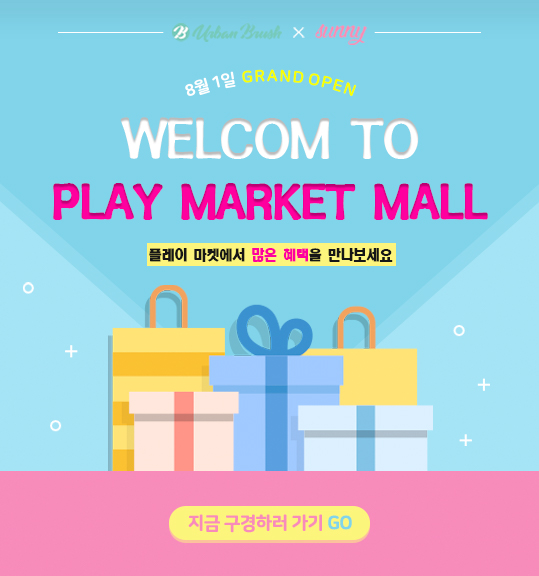 B Urban Brush × sunny
8월 1일 GRAND OPEN
WELCOM TO
PLAY MARKET MALL
플레이 마켓에서 많은 혜택을 만나보세요
지금 구경하러 가기 GO